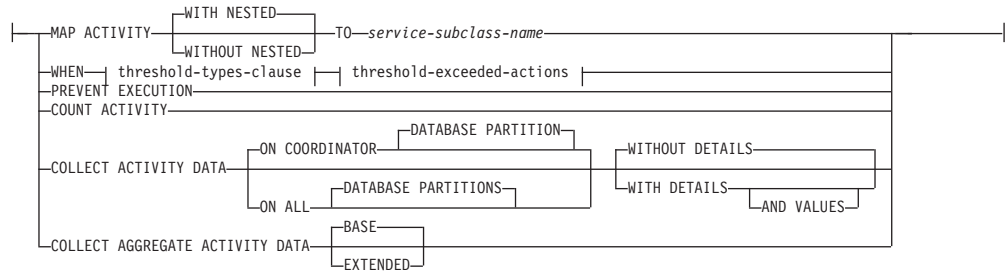 WITH NESTED
MAP ACTIVITY TO service-subclass-name
WITHOUT NESTED
WHEN threshold-types-clause threshold-exceeded-actions
PREVENT EXECUTION
COUNT ACTIVITY
DATABASE PARTITION
ON COORDINATOR WITHOUT DETAILS
COLLECT ACTIVITY DATA
DATABASE PARTITIONS WITH DETAILS
ON ALL AND VALUES
BASE
COLLECT AGGREGATE ACTIVITY DATA
EXTENDED